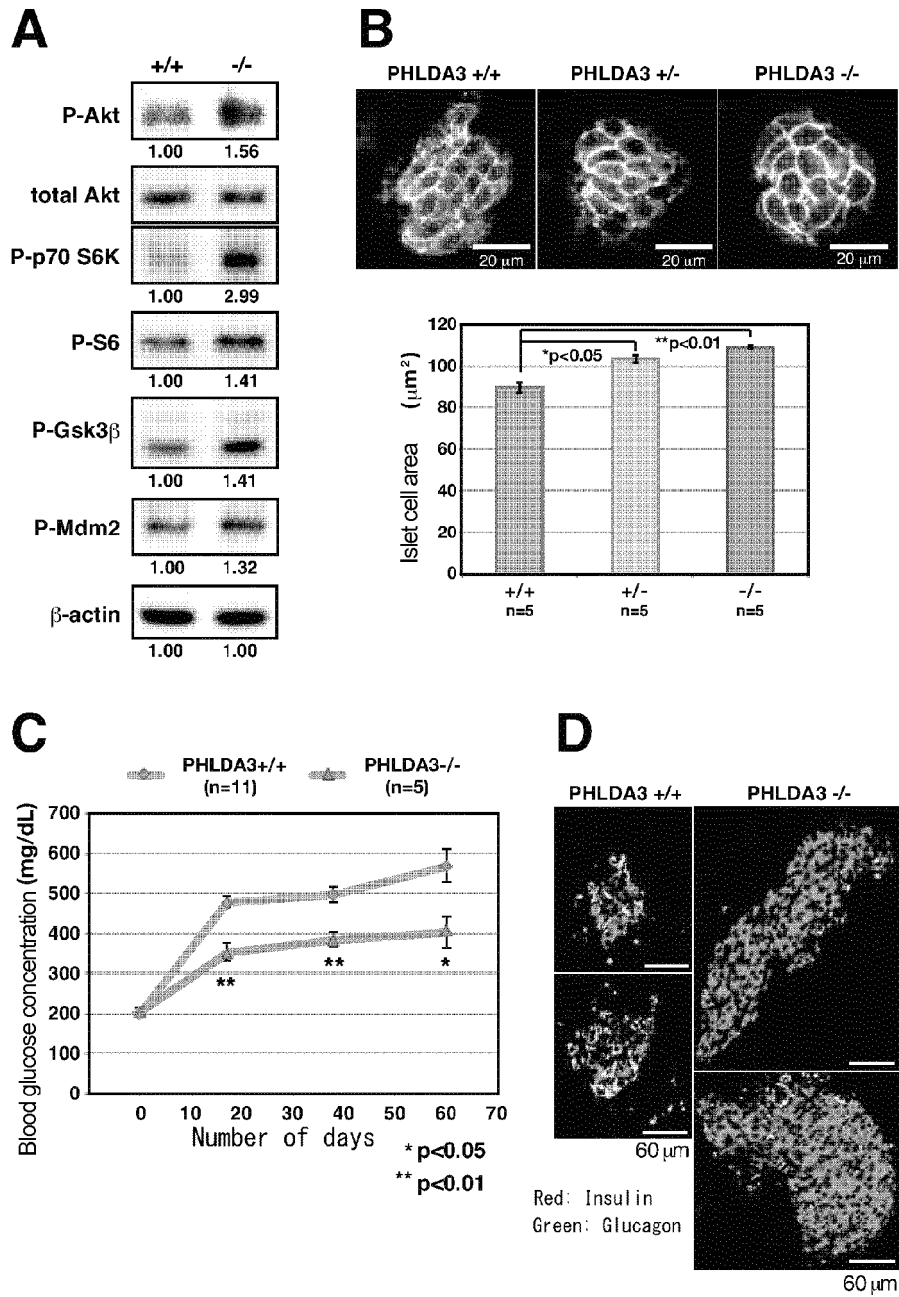 A
+/+ -/-
P-Akt
1.00 1.56
total Akt
P-p70 S6K
1.00 2.99
P-S6
1.00 1.41
P-Gsk3β
1.00 1.41
P-Mdm2
1.00 1.32
β-actin
1.00 1.00
B
PHLDA3 +/+ PHLDA3 +/- PHLDA3 -/-
20 μm 20 μm 20 μm
Islet cell area (μm²)
120
100
80
60
40
20
0
*p<0.05
**p<0.01
+/+ +/- -/-
n=5 n=5 n=5
C
PHLDA3+/+ PHLDA3-/-
(n=11) (n=5)
Blood glucose concentration (mg/dL)
700
600
500
400
300
200
100
0
** ** *
0 10 20 30 40 50 60 70
Number of days
* p<0.05
** p<0.01
D
PHLDA3 +/+ PHLDA3 -/-
60 μm
Red: Insulin
Green: Glucagon
60 μm